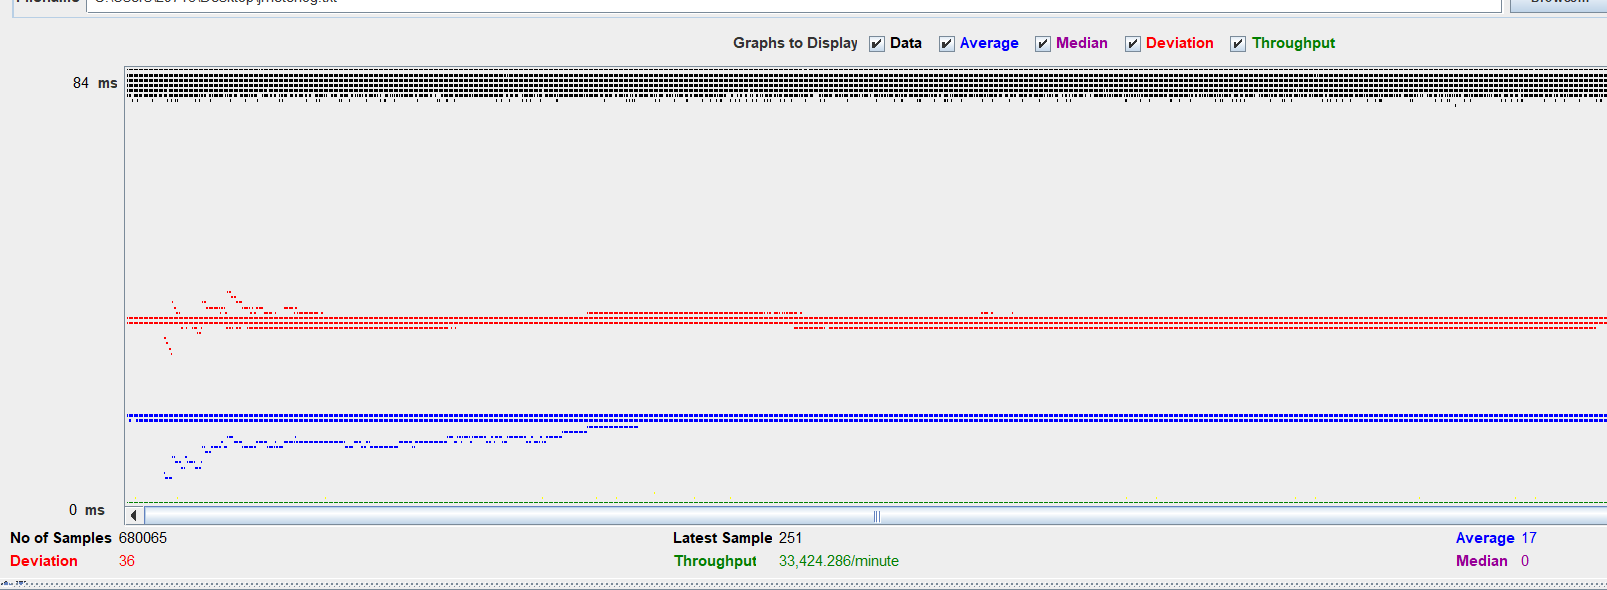 Filename
Graphs to Display Data Average Median Deviation Throughput
84 ms
0 ms
No of Samples 680065 Latest Sample 251 Average 17
Deviation 36 Throughput 33,424.286/minute Median 0